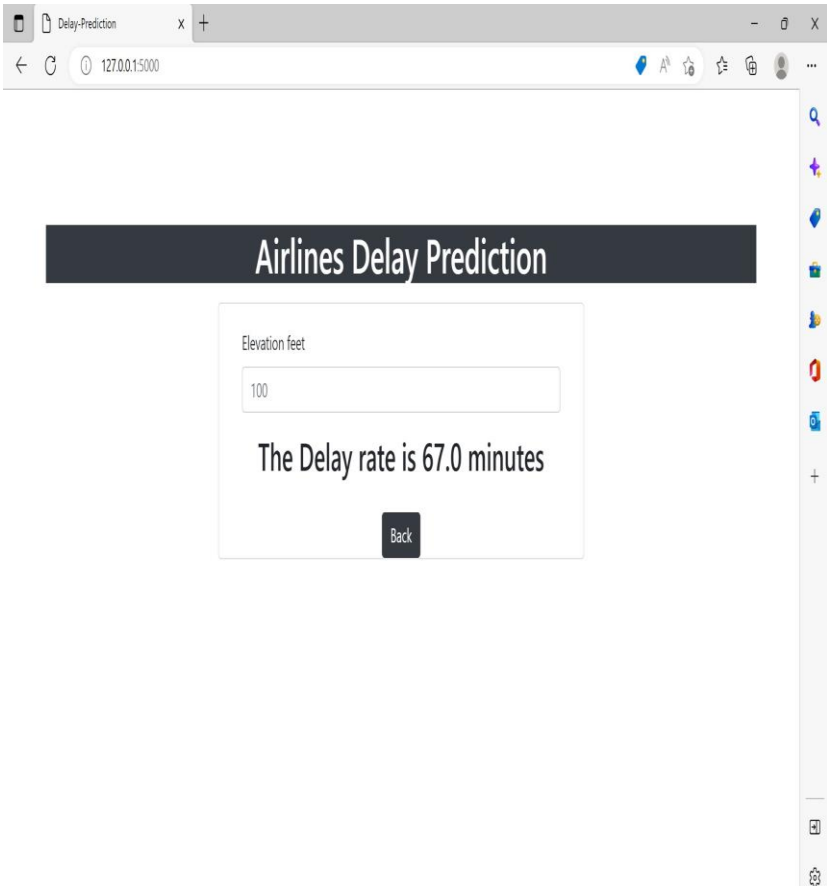 Delay-Prediction
127.0.0.1:5000
Airlines Delay Prediction
Elevation feet
100
The Delay rate is 67.0 minutes
Back